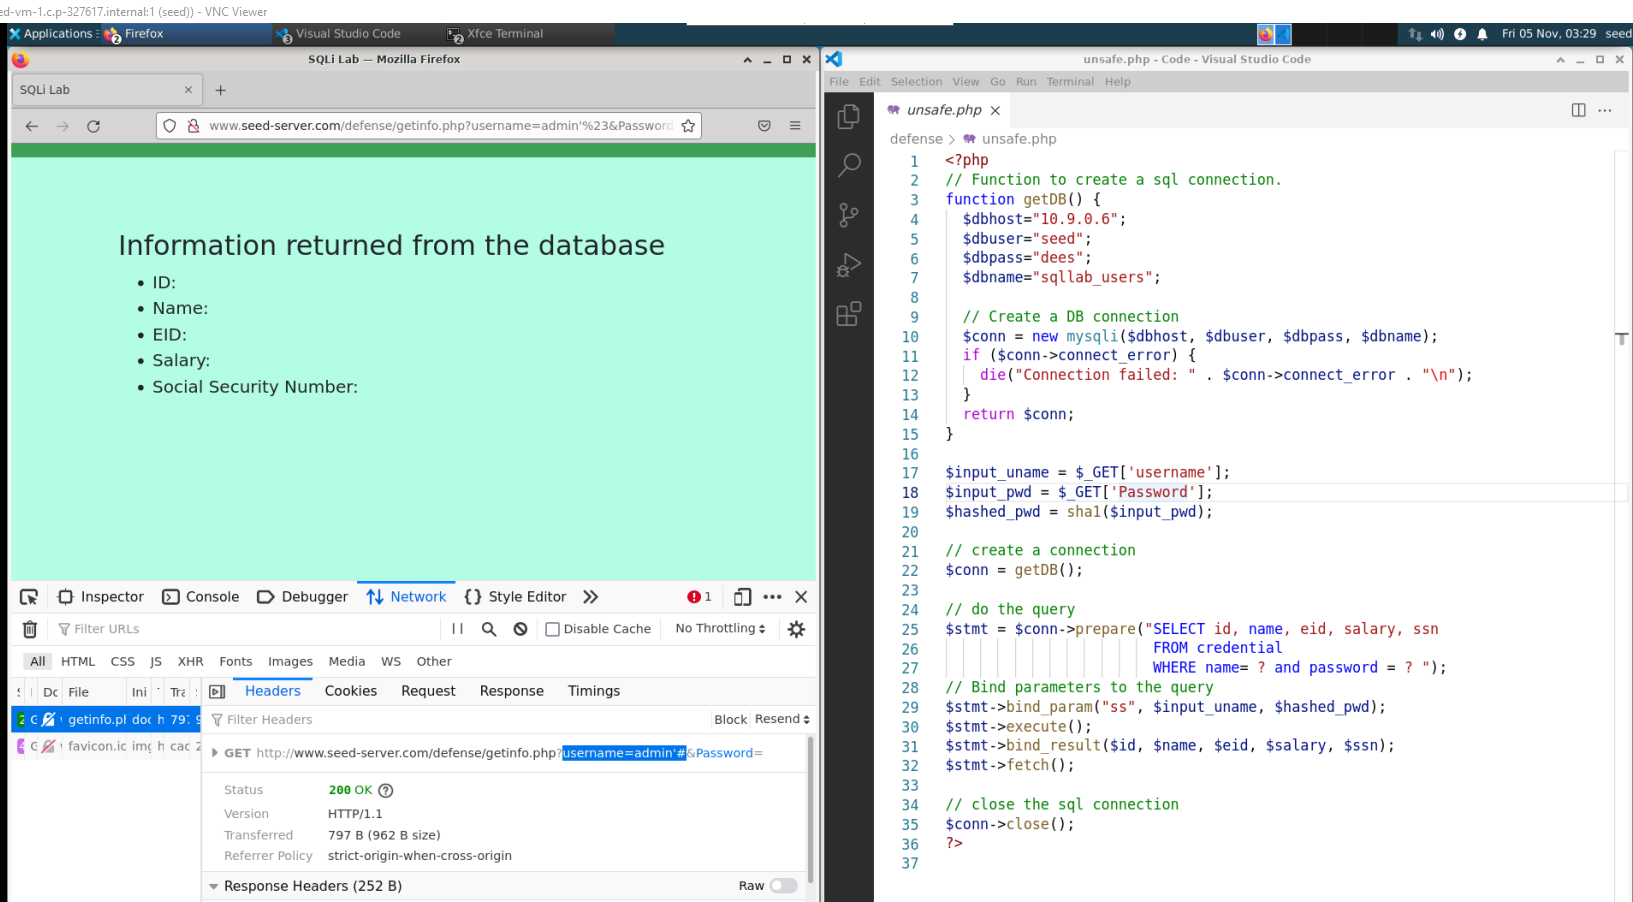 ed-vm-1.c.p-327617.internal:1 (seed)) - VNC Viewer
Applications
Firefox
Visual Studio Code
Xfce Terminal
Fri 05 Nov, 03:29 seed
SQLi Lab — Mozilla Firefox
SQLi Lab
www.seed-server.com/defense/getinfo.php?username=admin'%23&Password
Information returned from the database
• ID:
• Name:
• EID:
• Salary:
• Social Security Number:
Inspector Console Debugger Network Style Editor 1
Filter URLs Disable Cache No Throttling
All HTML CSS JS XHR Fonts Images Media WS Other
File Ini Headers Cookies Request Response Timings
getinfo.pl doc h 797
favicon.ic img h cac 2
Filter Headers Block Resend
GET http://www.seed-server.com/defense/getinfo.php?username=admin'#&Password=
Status 200 OK
Version HTTP/1.1
Transferred 797 B (962 B size)
Referrer Policy strict-origin-when-cross-origin
Response Headers (252 B) Raw
unsafe.php - Code - Visual Studio Code
File Edit Selection View Go Run Terminal Help
unsafe.php
defense > unsafe.php
1 <?php
2 // Function to create a sql connection.
3 function getDB() {
4 $dbhost="10.9.0.6";
5 $dbuser="seed";
6 $dbpass="dees";
7 $dbname="sqllab_users";
8
9 // Create a DB connection
10 $conn = new mysqli($dbhost, $dbuser, $dbpass, $dbname);
11 if ($conn->connect_error) {
12 die("Connection failed: " . $conn->connect_error . "\n");
13 }
14 return $conn;
15 }
16
17 $input_uname = $_GET['username'];
18 $input_pwd = $_GET['Password'];
19 $hashed_pwd = sha1($input_pwd);
20
21 // create a connection
22 $conn = getDB();
23
24 // do the query
25 $stmt = $conn->prepare("SELECT id, name, eid, salary, ssn
26 FROM credential
27 WHERE name= ? and password = ? ");
28 // Bind parameters to the query
29 $stmt->bind_param("ss", $input_uname, $hashed_pwd);
30 $stmt->execute();
31 $stmt->bind_result($id, $name, $eid, $salary, $ssn);
32 $stmt->fetch();
33
34 // close the sql connection
35 $conn->close();
36 ?>
37